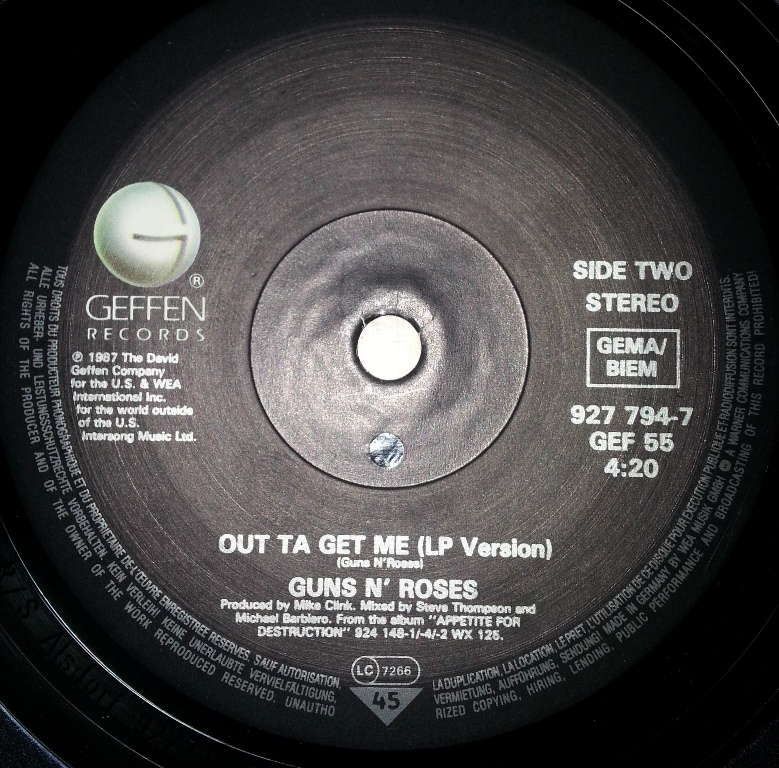 GEFFEN
RECORDS
®
℗ 1987 The David
Geffen Company
for the U.S. & WEA
International Inc.
for the world outside
of the U.S.
Intersong Music Ltd.
SIDE TWO
STEREO
GEMA/
BIEM
927 794-7
GEF 55
4:20
OUT TA GET ME (LP Version)
(Guns N'Roses)
GUNS N' ROSES
Produced by Mike Clink. Mixed by Steve Thompson and
Michael Barbiero. From the album "APPETITE FOR
DESTRUCTION" 924 148-1/-4/-2 WX 125.
LC 7266
45
TOUS DROITS DU PRODUCTEUR PHONOGRAPHIQUE ET DU PROPRIETAIRE DE L'ŒUVRE ENREGISTREE RESERVES. SAUF AUTORISATION, LA DUPLICATION, LA LOCATION, LE PRET, L'UTILISATION DE CE DISQUE POUR EXECUTION PUBLIQUE ET RADIODIFFUSION SONT INTERDITS.
ALLE URHEBER- UND LEISTUNGSSCHUTZRECHTE VORBEHALTEN. KEIN VERLEIH! KEINE UNERLAUBTE VERVIELFÄLTIGUNG, VERMIETUNG, AUFFÜHRUNG, SENDUNG! MADE IN GERMANY BY WEA MUSIK GMBH A WARNER COMMUNICATIONS COMPANY
ALL RIGHTS OF THE PRODUCER AND OF THE OWNER OF THE WORK REPRODUCED RESERVED. UNAUTHORIZED COPYING, HIRING, LENDING, PUBLIC PERFORMANCE AND BROADCASTING OF THIS RECORD PROHIBITED!